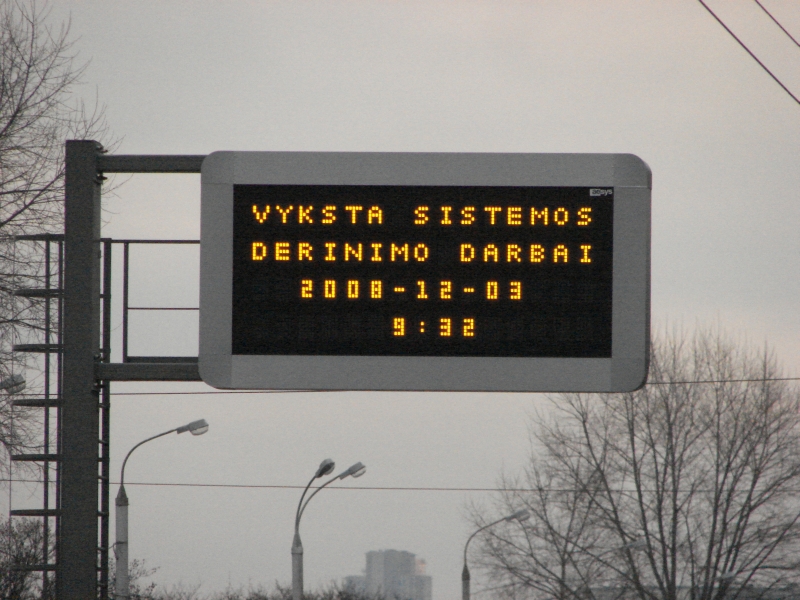 VYKSTA SISTEMOS
DERINIMO DARBAI
2008-12-03
9:32